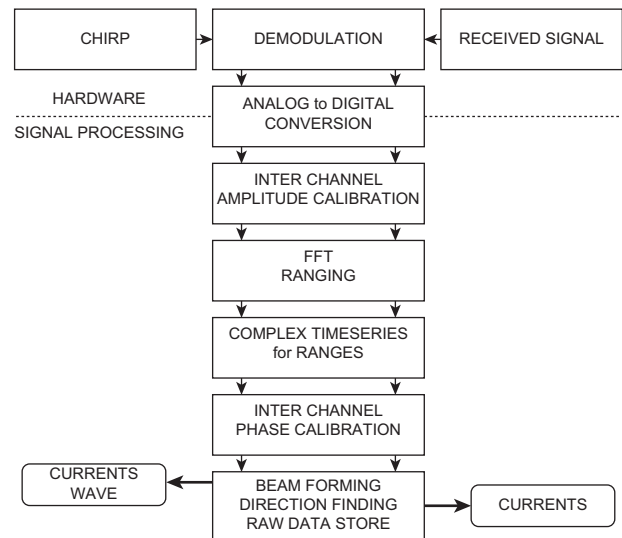 CHIRP
DEMODULATION
RECEIVED SIGNAL
HARDWARE
ANALOG to DIGITAL
CONVERSION
SIGNAL PROCESSING
INTER CHANNEL
AMPLITUDE CALIBRATION
FFT
RANGING
COMPLEX TIMESERIES
for RANGES
INTER CHANNEL
PHASE CALIBRATION
CURRENTS
WAVE
BEAM FORMING
DIRECTION FINDING
RAW DATA STORE
CURRENTS